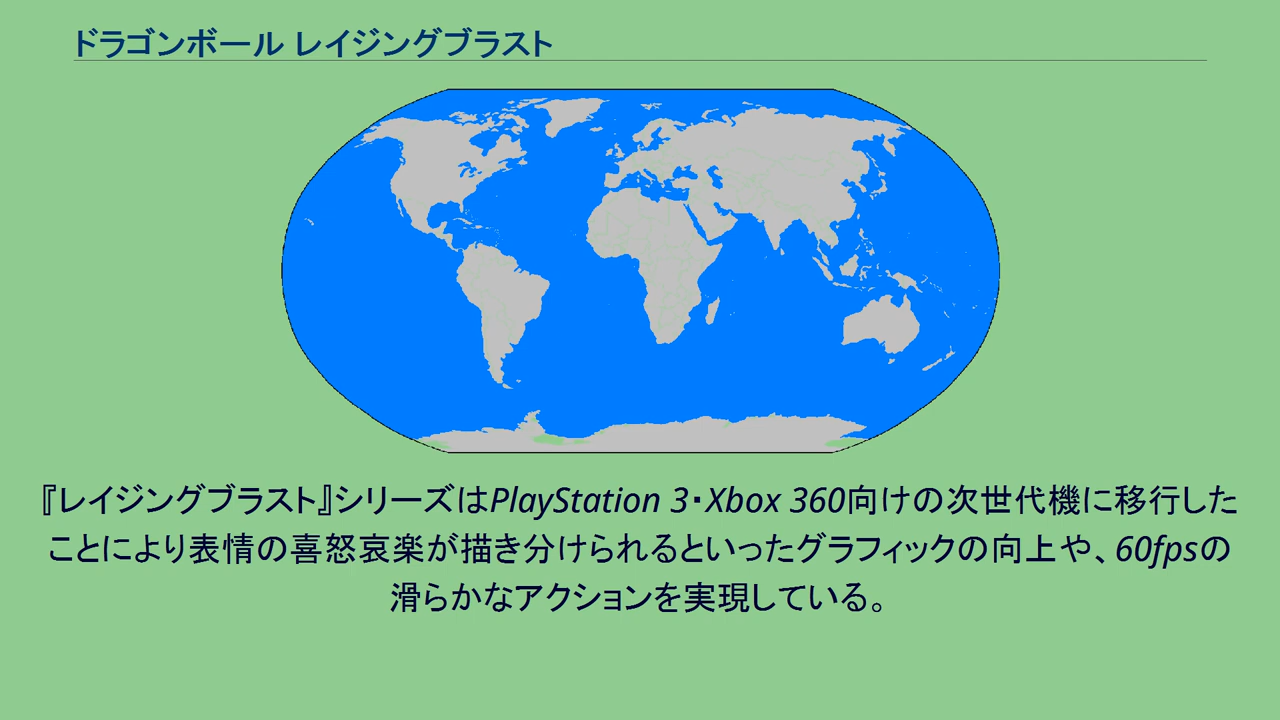 ドラゴンボール レイジングブラスト
『レイジングブラスト』シリーズはPlayStation 3・Xbox 360向けの次世代機に移行した
ことにより表情の喜怒哀楽が描き分けられるといったグラフィックの向上や、60fpsの
滑らかなアクションを実現している。